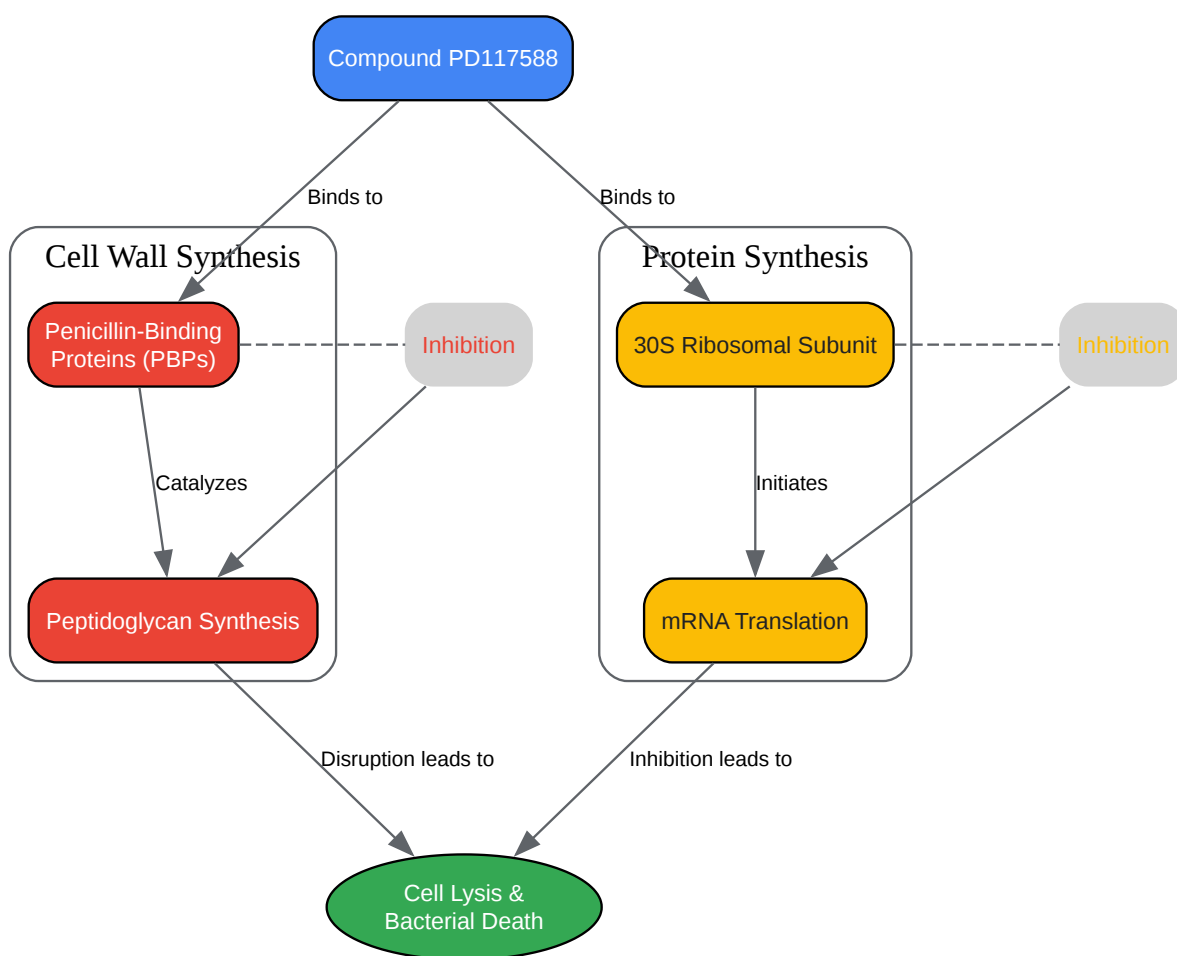 Compound PD117588
Binds to
Binds to
Cell Wall Synthesis
Protein Synthesis
Penicillin-Binding
Proteins (PBPs)
Inhibition
30S Ribosomal Subunit
Inhibition
Catalyzes
Initiates
Peptidoglycan Synthesis
mRNA Translation
Disruption leads to
Inhibition leads to
Cell Lysis &
Bacterial Death